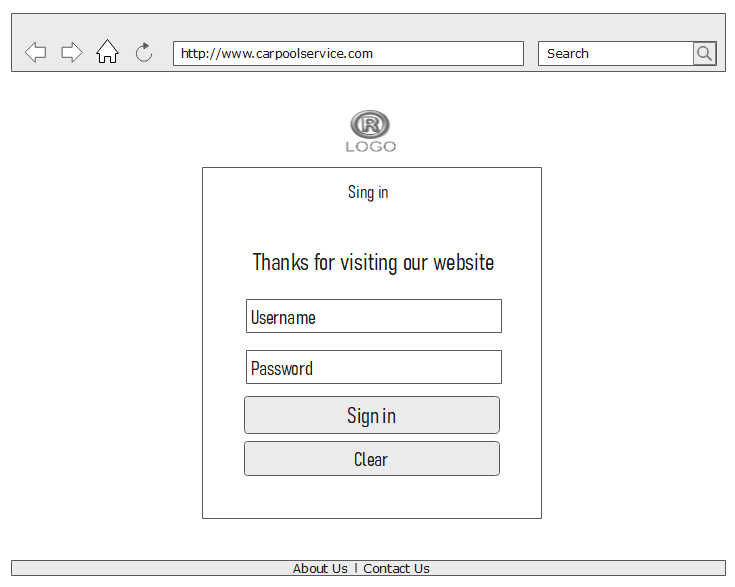 http://www.carpoolservice.com
Search
R
LOGO
Sing in
Thanks for visiting our website
Username
Password
Sign in
Clear
About Us | Contact Us